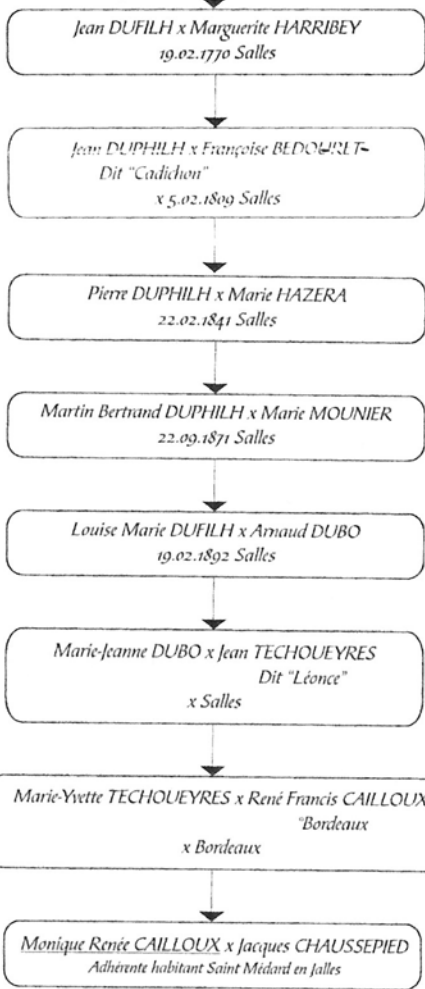 Jean DUFILH x Marguerite HARRIBEY
19.02.1770 Salles
Jean DUPHILH x Françoise BEDOURET
Dit "Cadichon"
x 5.02.1809 Salles
Pierre DUPHILH x Marie HAZERA
22.02.1841 Salles
Martin Bertrand DUPHILH x Marie MOUNIER
22.09.1871 Salles
Louise Marie DUFILH x Arnaud DUBO
19.02.1892 Salles
Marie-Jeanne DUBO x Jean TECHOUEYRES
Dit "Léonce"
x Salles
Marie-Yvette TECHOUEYRES x René Francis CAILLOUX
"Bordeaux
x Bordeaux
Monique Renée CAILLOUX x Jacques CHAUSSEPIED
Adhérente habitant Saint Médard en Jalles